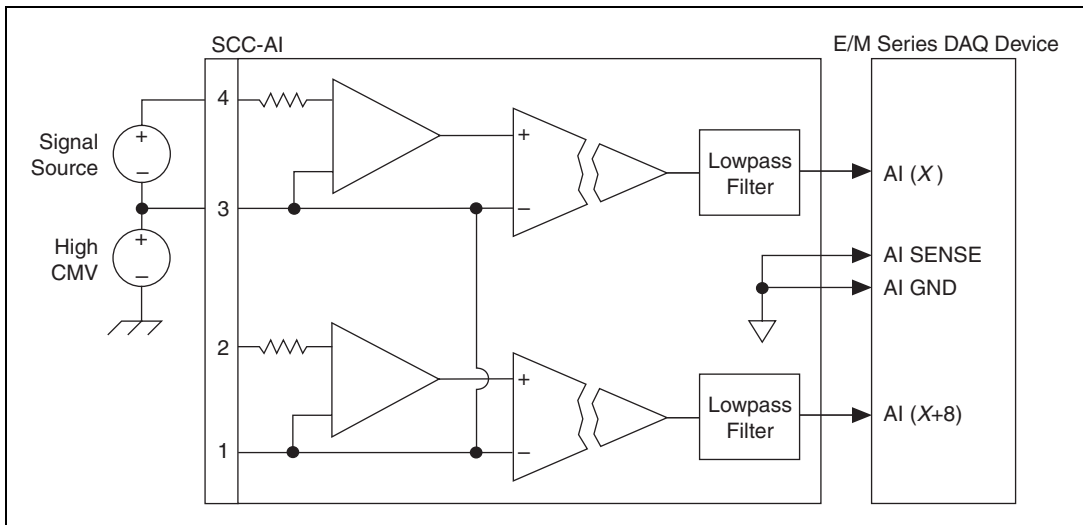 SCC-AI
E/M Series DAQ Device
4
Signal
Source
+
−
3
High
CMV
+
−
2
1
+
−
Lowpass
Filter
AI (X)
AI SENSE
AI GND
+
−
Lowpass
Filter
AI (X+8)